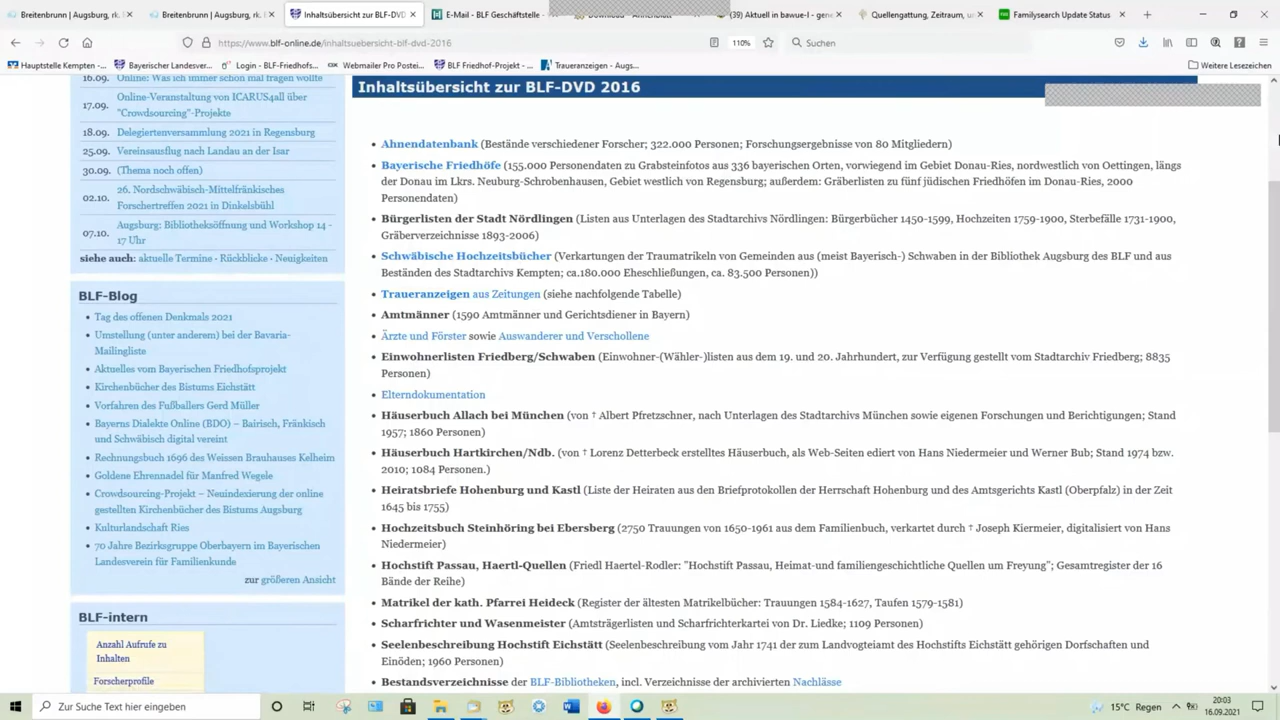 Breitenbrunn | Augsburg, rk. B
Breitenbrunn | Augsburg, rk. B
Inhaltsübersicht zur BLF-DVD
E-Mail - BLF Geschäftstelle -
(39) Aktuell in bawue-l - gene
Quellengattung, Zeitraum, un
Familysearch Update Status
https://www.blf-online.de/inhaltsuebersicht-blf-dvd-2016
110%
Suchen
Hauptstelle Kempten -...
Bayerischer Landesver...
Login - BLF-Friedhofs...
Webmailer Pro Postei...
BLF Friedhof-Projekt - ...
Traueranzeigen - Augs...
Weitere Lesezeichen
16.09. Online: Was ich immer schon mal fragen wollte
17.09. Online-Veranstaltung von ICARUS4all über
"Crowdsourcing"-Projekte
18.09. Delegiertenversammlung 2021 in Regensburg
25.09. Vereinsausflug nach Landau an der Isar
30.09. (Thema noch offen)
02.10. 26. Nordschwäbisch-Mittelfränkisches
Forschertreffen 2021 in Dinkelsbühl
07.10. Augsburg: Bibliotheksöffnung und Workshop 14 -
17 Uhr
siehe auch: aktuelle Termine · Rückblicke · Neuigkeiten
BLF-Blog
Tag des offenen Denkmals 2021
Umstellung (unter anderem) bei der Bavaria-
Mailingliste
Aktuelles vom Bayerischen Friedhofsprojekt
Kirchenbücher des Bistums Eichstätt
Vorfahren des Fußballers Gerd Müller
Bayerns Dialekte Online (BDO) – Bairisch, Fränkisch
und Schwäbisch digital vereint
Rechnungsbuch 1696 des Weissen Brauhauses Kelheim
Goldene Ehrennadel für Manfred Wegele
Crowdsourcing-Projekt – Neuindexierung der online
gestellten Kirchenbücher des Bistums Augsburg
Kulturlandschaft Ries
70 Jahre Bezirksgruppe Oberbayern im Bayerischen
Landesverein für Familienkunde
zur größeren Ansicht
BLF-intern
Anzahl Aufrufe zu
Inhalten
Forscherprofile
Inhaltsübersicht zur BLF-DVD 2016
Ahnendatenbank (Bestände verschiedener Forscher; 322.000 Personen; Forschungsergebnisse von 80 Mitgliedern)
Bayerische Friedhöfe (155.000 Personendaten zu Grabsteinfotos aus 336 bayerischen Orten, vorwiegend im Gebiet Donau-Ries, nordwestlich von Oettingen, längs
der Donau im Lkrs. Neuburg-Schrobenhausen, Gebiet westlich von Regensburg; außerdem: Gräberlisten zu fünf jüdischen Friedhöfen im Donau-Ries, 2000
Personendaten)
Bürgerlisten der Stadt Nördlingen (Listen aus Unterlagen des Stadtarchivs Nördlingen: Bürgerbücher 1450-1599, Hochzeiten 1759-1900, Sterbefälle 1731-1900,
Gräberverzeichnisse 1893-2006)
Schwäbische Hochzeitsbücher (Verkartungen der Traumatrikeln von Gemeinden aus (meist Bayerisch-) Schwaben in der Bibliothek Augsburg des BLF und aus
Beständen des Stadtarchivs Kempten; ca.180.000 Eheschließungen, ca. 83.500 Personen))
Traueranzeigen aus Zeitungen (siehe nachfolgende Tabelle)
Amtmänner (1590 Amtmänner und Gerichtsdiener in Bayern)
Ärzte und Förster sowie Auswanderer und Verschollene
Einwohnerlisten Friedberg/Schwaben (Einwohner-(Wähler-)listen aus dem 19. und 20. Jahrhundert, zur Verfügung gestellt vom Stadtarchiv Friedberg; 8835
Personen)
Elterndokumentation
Häuserbuch Allach bei München (von † Albert Pfretzschner, nach Unterlagen des Stadtarchivs München sowie eigenen Forschungen und Berichtigungen; Stand
1957; 1860 Personen)
Häuserbuch Hartkirchen/Ndb. (von † Lorenz Detterbeck erstelltes Häuserbuch, als Web-Seiten ediert von Hans Niedermeier und Werner Bub; Stand 1974 bzw.
2010; 1084 Personen.)
Heiratsbriefe Hohenburg und Kastl (Liste der Heiraten aus den Briefprotokollen der Herrschaft Hohenburg und des Amtsgerichts Kastl (Oberpfalz) in der Zeit
1645 bis 1755)
Hochzeitsbuch Steinhöring bei Ebersberg (2750 Trauungen von 1650-1961 aus dem Familienbuch, verkartet durch † Joseph Kiermeier, digitalisiert von Hans
Niedermeier)
Hochstift Passau, Haertl-Quellen (Friedl Haertel-Rodler: "Hochstift Passau, Heimat-und familiengeschichtliche Quellen um Freyung"; Gesamtregister der 16
Bände der Reihe)
Matrikel der kath. Pfarrei Heideck (Register der ältesten Matrikelbücher: Trauungen 1584-1627, Taufen 1579-1581)
Scharfrichter und Wasenmeister (Amtsträgerlisten und Scharfrichterkartei von Dr. Liedke; 1109 Personen)
Seelenbeschreibung Hochstift Eichstätt (Seelenbeschreibung vom Jahr 1741 der zum Landvogteiamt des Hochstifts Eichstätt gehörigen Dorfschaften und
Einöden; 1960 Personen)
Bestandsverzeichnisse der BLF-Bibliotheken, incl. Verzeichnisse der archivierten Nachlässe
Zur Suche Text hier eingeben
15°C Regen
20:03
16.09.2021